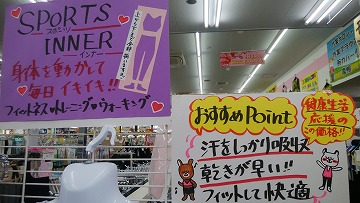 SPORTS
スポーツ
INNER
インナー
身体を動かして
毎日イキイキ!!
フィットネス・トレーニング・ウォーキング
おすすめPoint
汗をしっかり吸収
乾きが早い!!
フィットして快適
健康生活
応援の
この価格!!